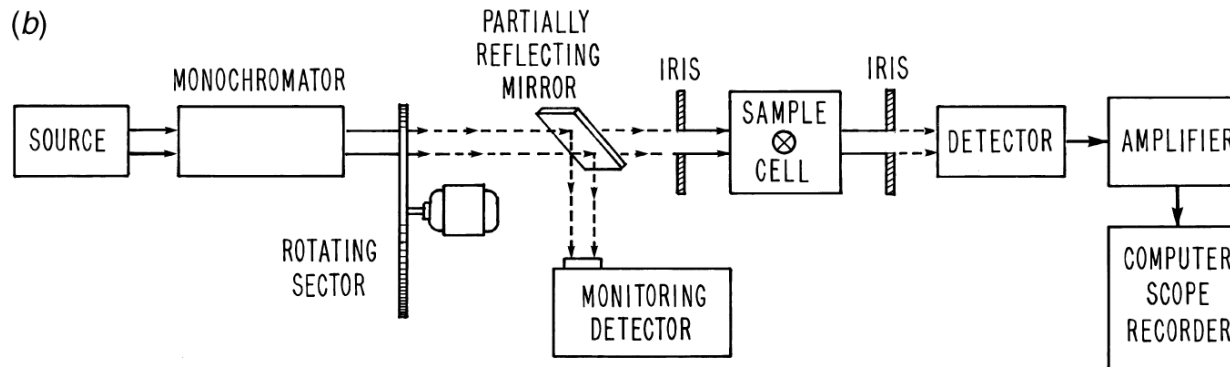 (b)
SOURCE
MONOCHROMATOR
ROTATING
SECTOR
PARTIALLY
REFLECTING
MIRROR
MONITORING
DETECTOR
IRIS
SAMPLE
CELL
IRIS
DETECTOR
AMPLIFIER
COMPUTER
SCOPE
RECORDER